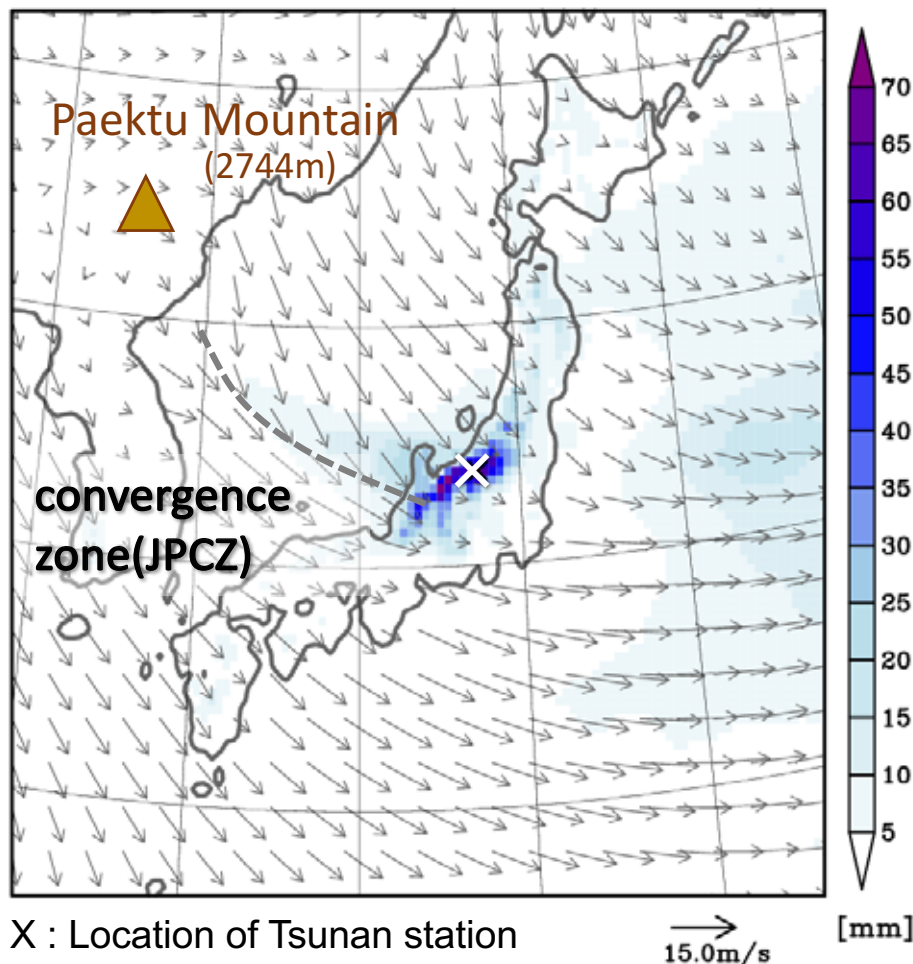 Paektu Mountain
(2744m)
convergence
zone(JPCZ)
70
65
60
55
50
45
40
35
30
25
20
15
10
5
[mm]
X : Location of Tsunan station
15.0m/s